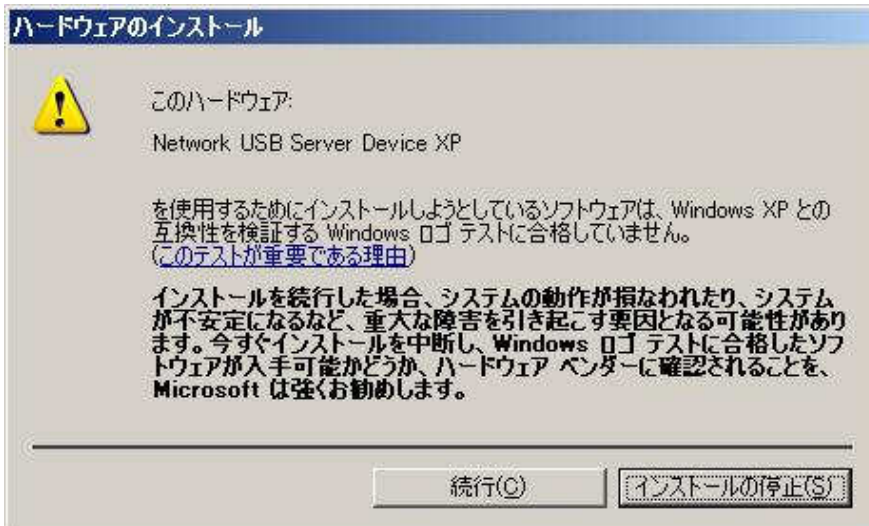 ハードウェアのインストール
このハードウェア:
Network USB Server Device XP
を使用するためにインストールしようとしているソフトウェアは、Windows XP との
互換性を検証する Windows ロゴ テストに合格していません。
(このテストが重要である理由)
インストールを続行した場合、システムの動作が損なわれたり、システム
が不安定になるなど、重大な障害を引き起こす要因となる可能性があり
ます。今すぐインストールを中断し、Windows ロゴ テストに合格したソフ
トウェアが入手可能かどうか、ハードウェア ベンダーに確認されることを、
Microsoft は強くお勧めします。
続行(C) インストールの停止(S)